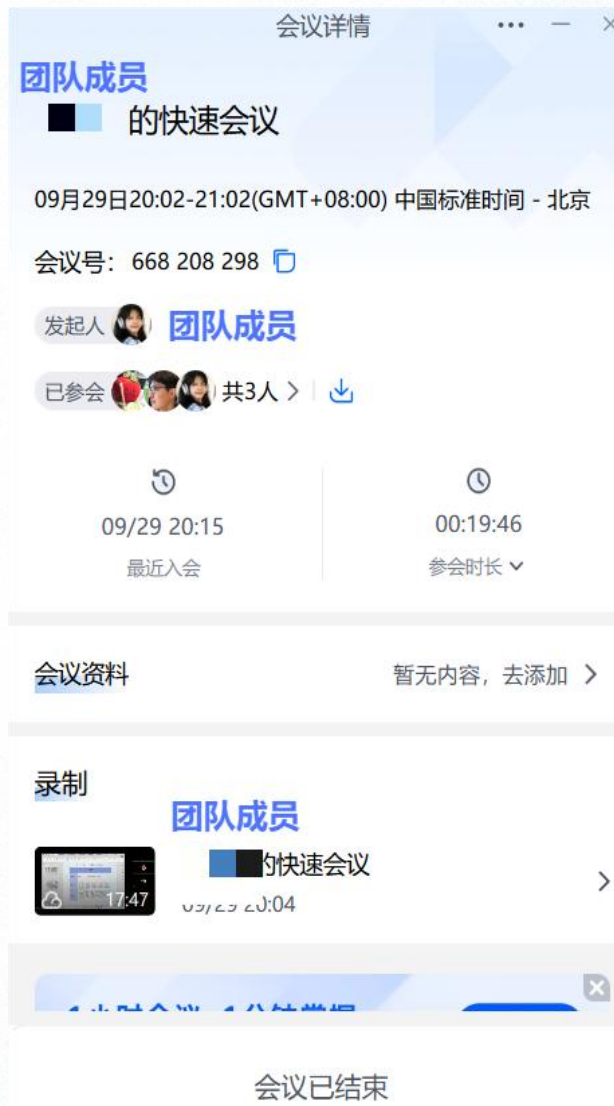 会议详情
团队成员
的快速会议
09月29日20:02-21:02(GMT+08:00) 中国标准时间 - 北京
会议号： 668 208 298
发起人 团队成员
已参会 共3人
09/29 20:15 00:19:46
最近入会 参会时长
会议资料 暂无内容，去添加
录制
团队成员
的快速会议
17:47 09/29 20:04
会议已结束